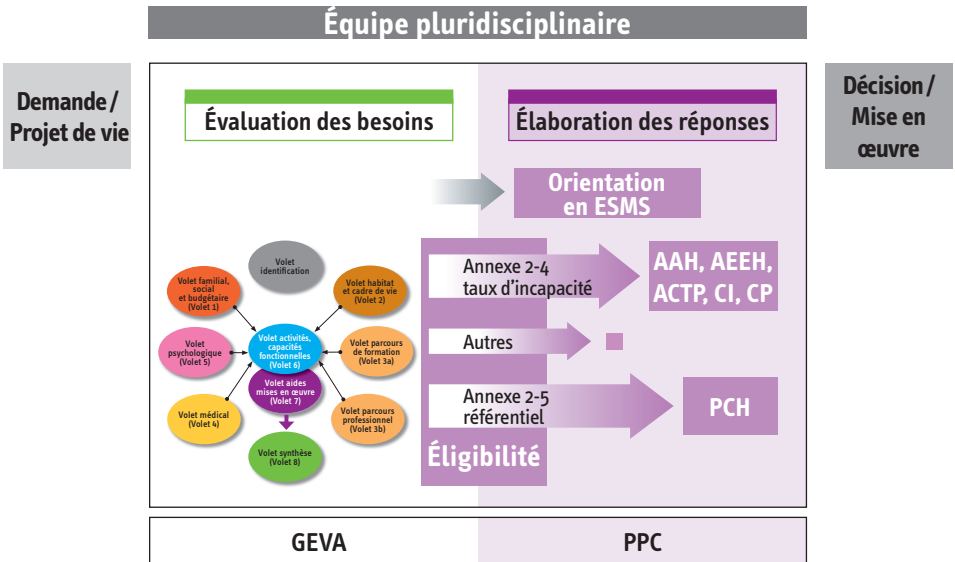 Équipe pluridisciplinaire
Demande /
Projet de vie
Décision /
Mise en
œuvre
Évaluation des besoins
Élaboration des réponses
Orientation
en ESMS
Volet
identification
Volet familial,
social
et budgétaire
(Volet 1)
Volet habitat
et cadre de vie
(Volet 2)
Volet
psychologique
(Volet 5)
Volet activités,
capacités
fonctionnelles
(Volet 6)
Volet parcours
de formation
(Volet 3a)
Volet aides
mises en œuvre
(Volet 7)
Volet médical
(Volet 4)
Volet parcours
professionnel
(Volet 3b)
Volet synthèse
(Volet 8)
Annexe 2-4
taux d'incapacité
AAH, AEEH,
ACTP, CI, CP
Autres
Annexe 2-5
référentiel
PCH
Éligibilité
GEVA
PPC